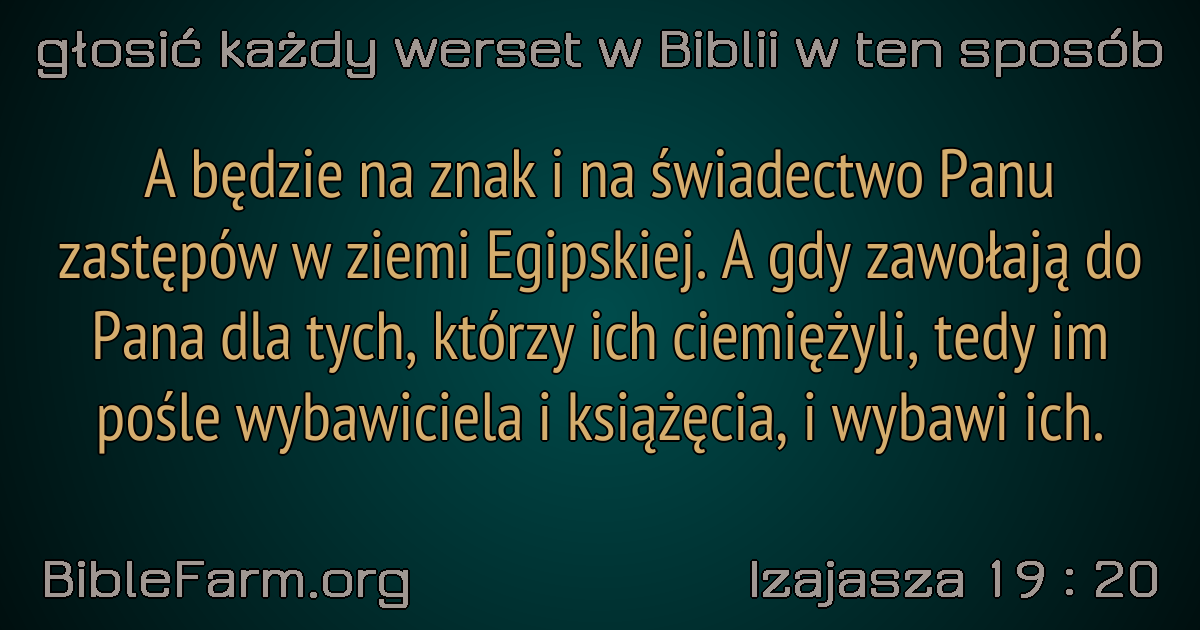 głosić każdy werset w Biblii w ten sposób
A będzie na znak i na świadectwo Panu
zastępów w ziemi Egipskiej. A gdy zawołają do
Pana dla tych, którzy ich ciemiężyli, tedy im
pośle wybawiciela i książęcia, i wybawi ich.
BibleFarm.org
Izajasza 19 : 20